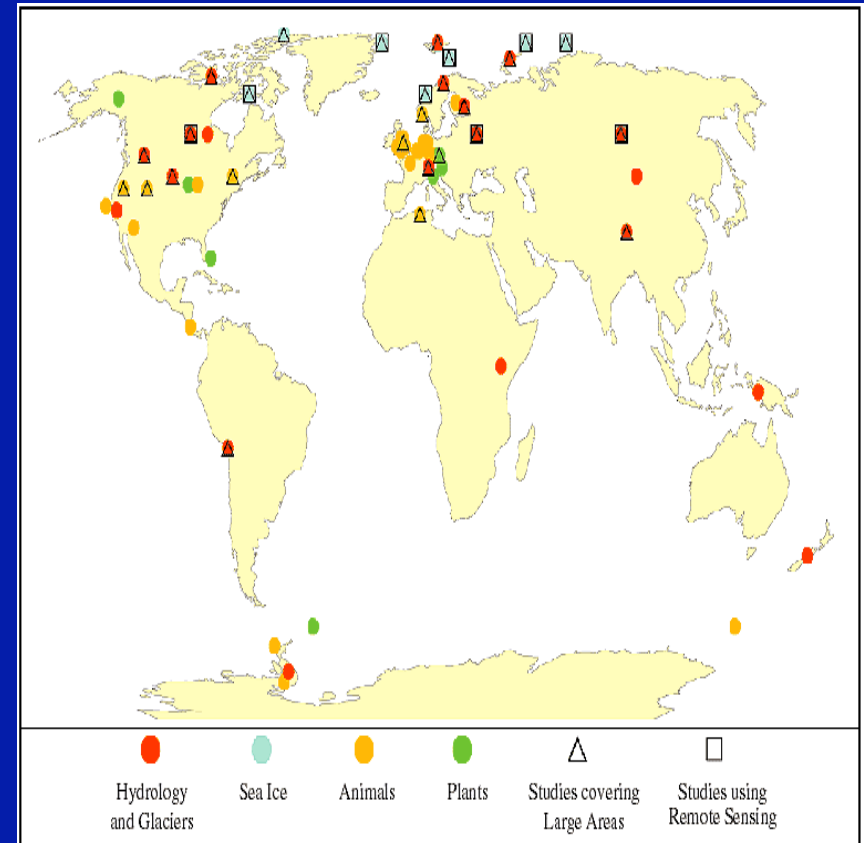 Hydrology
and Glaciers
Sea Ice
Animals
Plants
Studies covering
Large Areas
Studies using
Remote Sensing